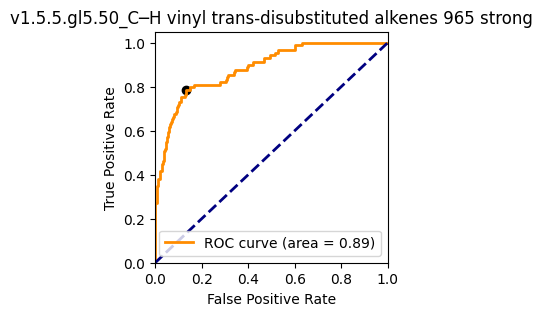 v1.5.5.gl5.50_C─H vinyl trans-disubstituted alkenes 965 strong
1.0
0.8
0.6
0.4
0.2
0.0
True Positive Rate
ROC curve (area = 0.89)
0.0 0.2 0.4 0.6 0.8 1.0
False Positive Rate